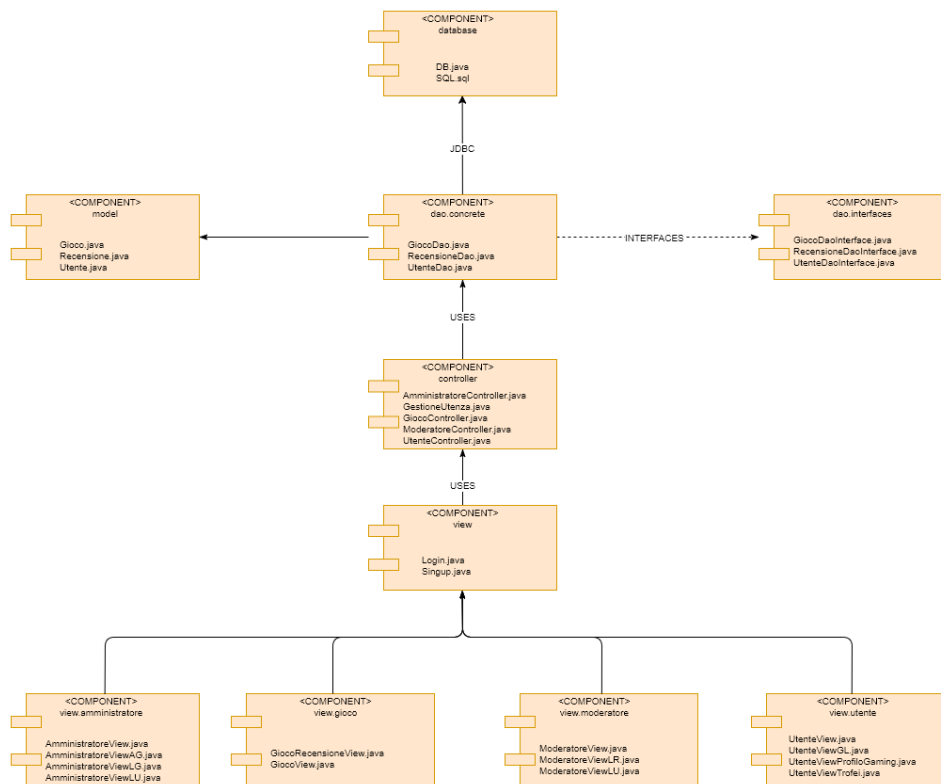 <COMPONENT>
database
DB.java
SQL.sql
JDBC
<COMPONENT>
model
Gioco.java
Recensione.java
Utente.java
<COMPONENT>
dao.concrete
GiocoDao.java
RecensioneDao.java
UtenteDao.java
INTERFACES
<COMPONENT>
dao.interfaces
GiocoDaoInterface.java
RecensioneDaoInterface.java
UtenteDaoInterface.java
USES
<COMPONENT>
controller
AmministratoreController.java
GestioneUtenza.java
GiocoController.java
ModeratoreController.java
UtenteController.java
USES
<COMPONENT>
view
Login.java
Singup.java
<COMPONENT>
view.amministratore
AmministratoreView.java
AmministratoreViewAG.java
AmministratoreViewLG.java
AmministratoreViewLU.java
<COMPONENT>
view.gioco
GiocoRecensioneView.java
GiocoView.java
<COMPONENT>
view.moderatore
ModeratoreView.java
ModeratoreViewLR.java
ModeratoreViewLU.java
<COMPONENT>
view.utente
UtenteView.java
UtenteViewGL.java
UtenteViewProfiloGaming.java
UtenteViewTrofei.java